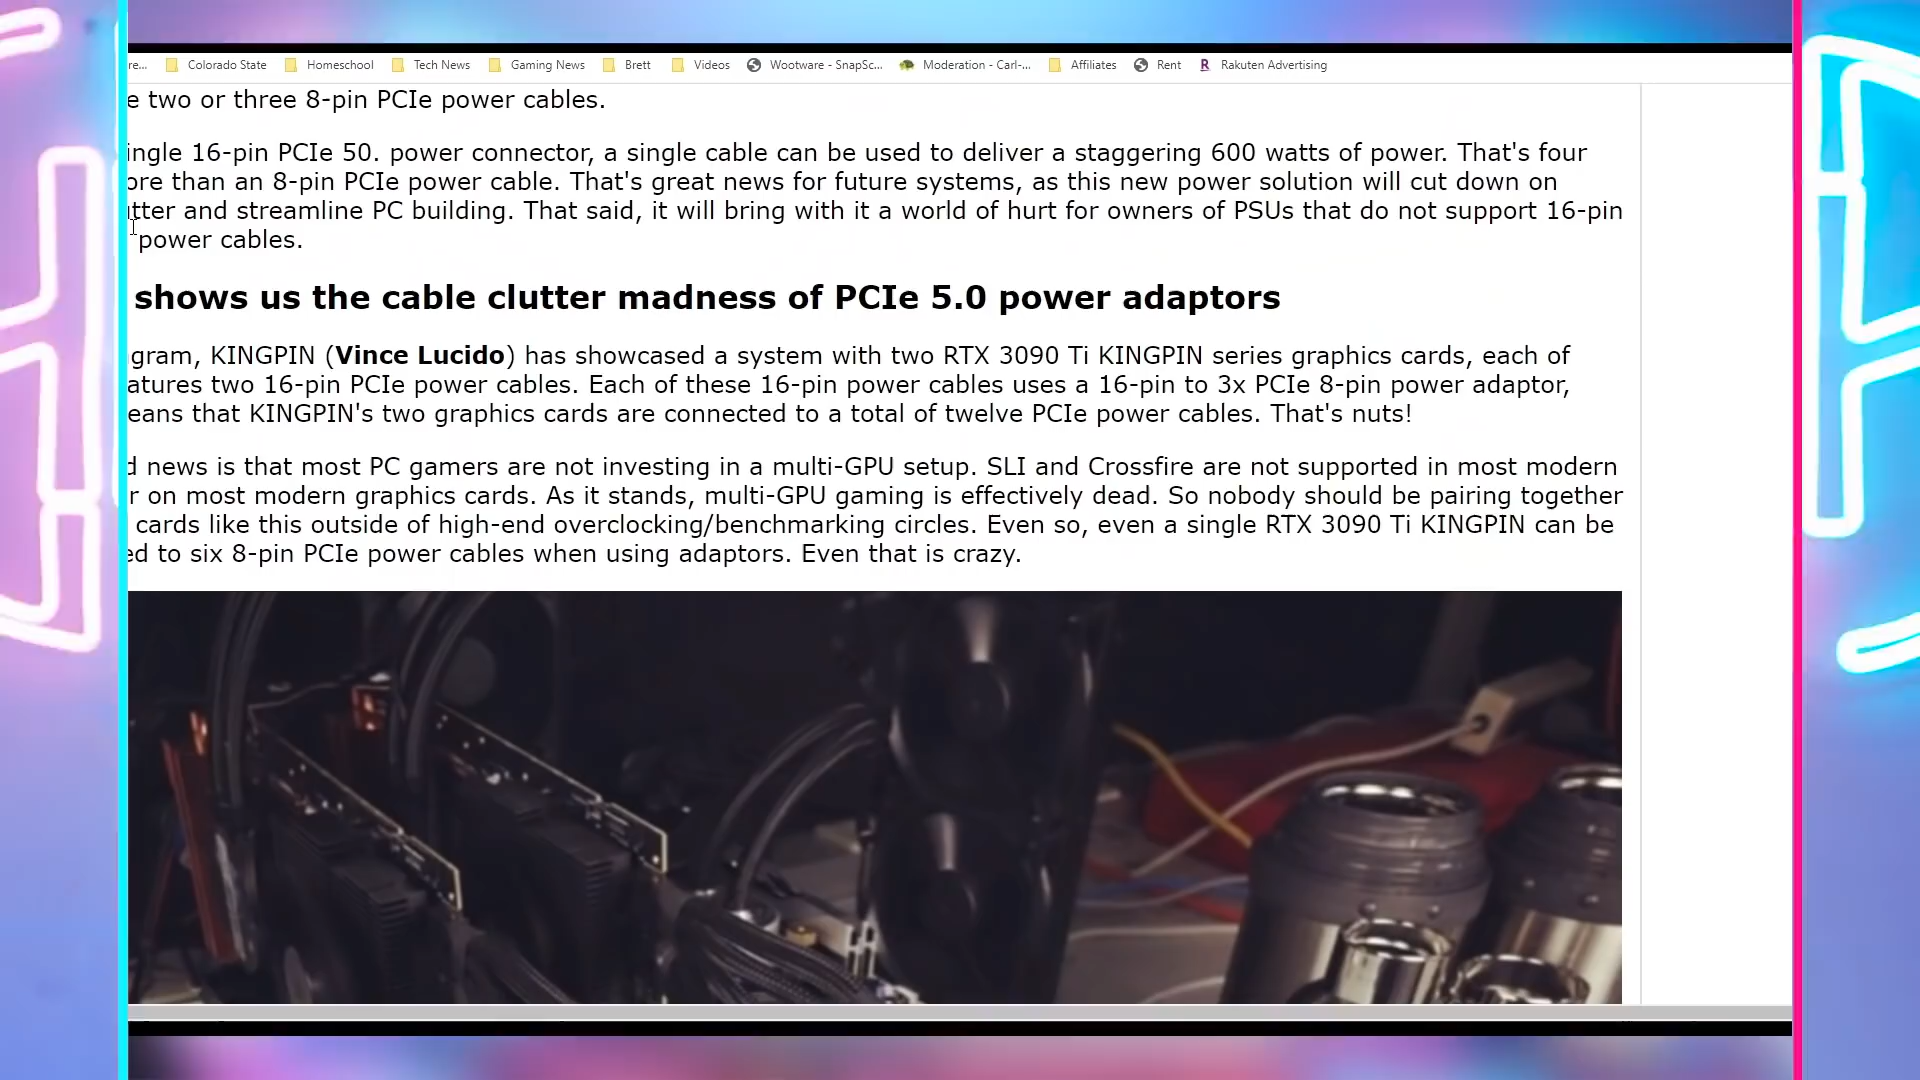 re...
Colorado State
Homeschool
Tech News
Gaming News
Brett
Videos
Wootware - SnapSc...
Moderation - Carl-...
Affiliates
Rent
Rakuten Advertising
e two or three 8-pin PCIe power cables.
ingle 16-pin PCIe 50. power connector, a single cable can be used to deliver a staggering 600 watts of power. That's four
ore than an 8-pin PCIe power cable. That's great news for future systems, as this new power solution will cut down on
tter and streamline PC building. That said, it will bring with it a world of hurt for owners of PSUs that do not support 16-pin
power cables.
shows us the cable clutter madness of PCIe 5.0 power adaptors
gram, KINGPIN (Vince Lucido) has showcased a system with two RTX 3090 Ti KINGPIN series graphics cards, each of
atures two 16-pin PCIe power cables. Each of these 16-pin power cables uses a 16-pin to 3x PCIe 8-pin power adaptor,
eans that KINGPIN's two graphics cards are connected to a total of twelve PCIe power cables. That's nuts!
d news is that most PC gamers are not investing in a multi-GPU setup. SLI and Crossfire are not supported in most modern
r on most modern graphics cards. As it stands, multi-GPU gaming is effectively dead. So nobody should be pairing together
cards like this outside of high-end overclocking/benchmarking circles. Even so, even a single RTX 3090 Ti KINGPIN can be
ed to six 8-pin PCIe power cables when using adaptors. Even that is crazy.